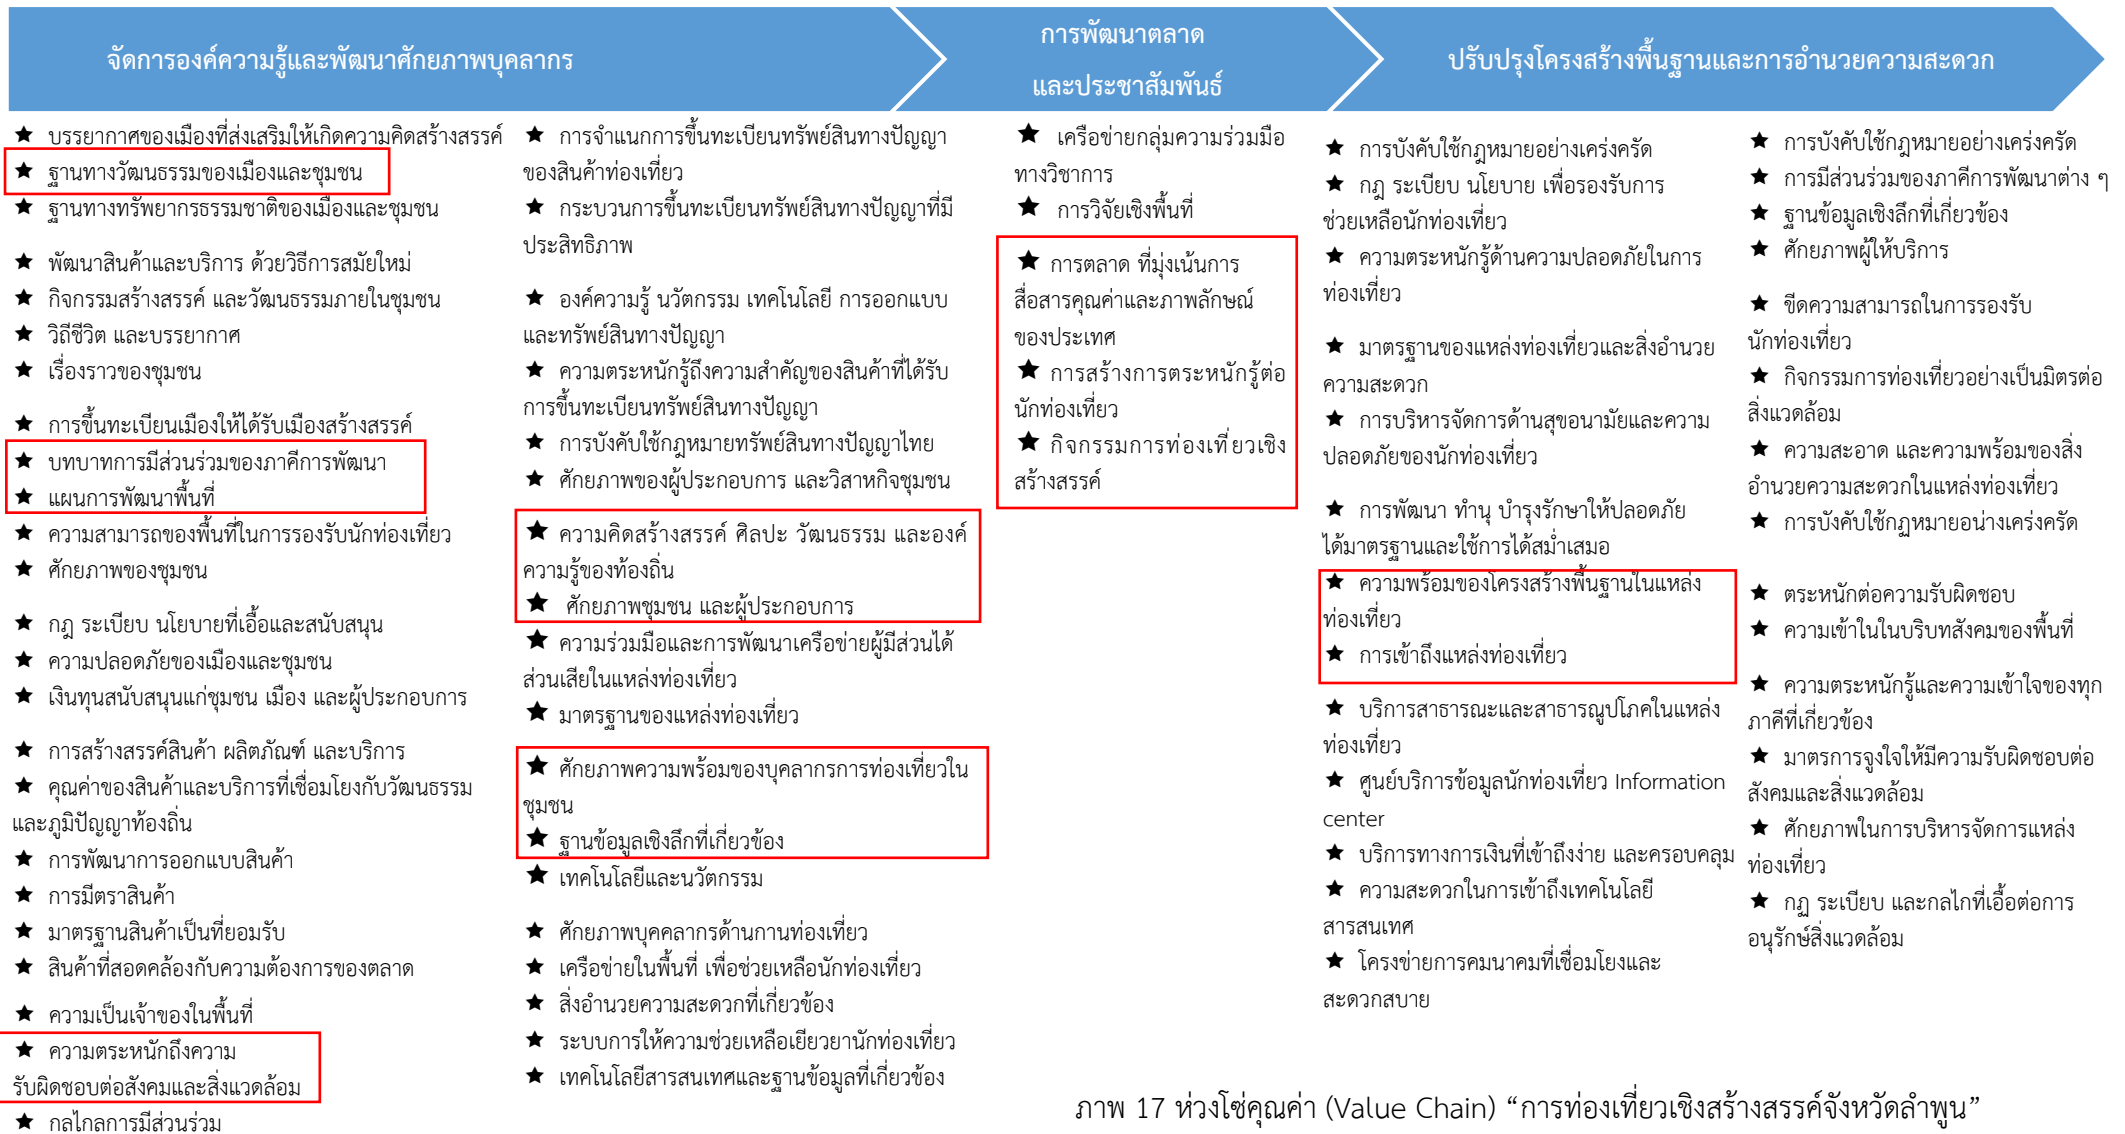 จัดการองค์ความรู้และพัฒนาศักยภาพบุคลากร
การพัฒนาตลาด
และประชาสัมพันธ์
ปรับปรุงโครงสร้างพื้นฐานและการอำนวยความสะดวก
★ บรรยากาศของเมืองที่ส่งเสริมให้เกิดความคิดสร้างสรรค์
★ ฐานทางวัฒนธรรมของเมืองและชุมชน
★ ฐานทางทรัพยากรธรรมชาติของเมืองและชุมชน
★ พัฒนาสินค้าและบริการ ด้วยวิธีการสมัยใหม่
★ กิจกรรมสร้างสรรค์ และวัฒนธรรมภายในชุมชน
★ วิถีชีวิต และบรรยากาศ
★ เรื่องราวของชุมชน
★ การขึ้นทะเบียนเมืองให้ได้รับเมืองสร้างสรรค์
★ บทบาทการมีส่วนร่วมของภาคีการพัฒนา
★ แผนการพัฒนาพื้นที่
★ ความสามารถของพื้นที่ในการรองรับนักท่องเที่ยว
★ ศักยภาพของชุมชน
★ กฎ ระเบียบ นโยบายที่เอื้อและสนับสนุน
★ ความปลอดภัยของเมืองและชุมชน
★ เงินทุนสนับสนุนแก่ชุมชน เมือง และผู้ประกอบการ
★ การสร้างสรรค์สินค้า ผลิตภัณฑ์ และบริการ
★ คุณค่าของสินค้าและบริการที่เชื่อมโยงกับวัฒนธรรม
และภูมิปัญญาท้องถิ่น
★ การพัฒนาการออกแบบสินค้า
★ การมีตราสินค้า
★ มาตรฐานสินค้าเป็นที่ยอมรับ
★ สินค้าที่สอดคล้องกับความต้องการของตลาด
★ ความเป็นเจ้าของในพื้นที่
★ ความตระหนักถึงความ
รับผิดชอบต่อสังคมและสิ่งแวดล้อม
★ กลไกลการมีส่วนร่วม
★ การจำแนกการขึ้นทะเบียนทรัพย์สินทางปัญญา
ของสินค้าท่องเที่ยว
★ กระบวนการขึ้นทะเบียนทรัพย์สินทางปัญญาที่มี
ประสิทธิภาพ
★ องค์ความรู้ นวัตกรรม เทคโนโลยี การออกแบบ
และทรัพย์สินทางปัญญา
★ ความตระหนักรู้ถึงความสำคัญของสินค้าที่ได้รับ
การขึ้นทะเบียนทรัพย์สินทางปัญญา
★ การบังคับใช้กฎหมายทรัพย์สินทางปัญญาไทย
★ ศักยภาพของผู้ประกอบการ และวิสาหกิจชุมชน
★ ความคิดสร้างสรรค์ ศิลปะ วัฒนธรรม และองค์
ความรู้ของท้องถิ่น
★ ศักยภาพชุมชน และผู้ประกอบการ
★ ความร่วมมือและการพัฒนาเครือข่ายผู้มีส่วนได้
ส่วนเสียในแหล่งท่องเที่ยว
★ มาตรฐานของแหล่งท่องเที่ยว
★ ศักยภาพความพร้อมของบุคลากรการท่องเที่ยวใน
ชุมชน
★ ฐานข้อมูลเชิงลึกที่เกี่ยวข้อง
★ เทคโนโลยีและนวัตกรรม
★ ศักยภาพบุคคลากรด้านกานท่องเที่ยว
★ เครือข่ายในพื้นที่ เพื่อช่วยเหลือนักท่องเที่ยว
★ สิ่งอำนวยความสะดวกที่เกี่ยวข้อง
★ ระบบการให้ความช่วยเหลือเยียวยานักท่องเที่ยว
★ เทคโนโลยีสารสนเทศและฐานข้อมูลที่เกี่ยวข้อง
★ เครือข่ายกลุ่มความร่วมมือ
ทางวิชาการ
★ การวิจัยเชิงพื้นที่
★ การตลาด ที่มุ่งเน้นการ
สื่อสารคุณค่าและภาพลักษณ์
ของประเทศ
★ การสร้างการตระหนักรู้ต่อ
นักท่องเที่ยว
★ กิจกรรมการท่องเที่ยวเชิง
สร้างสรรค์
★ การบังคับใช้กฎหมายอย่างเคร่งครัด
★ กฎ ระเบียบ นโยบาย เพื่อรองรับการ
ช่วยเหลือนักท่องเที่ยว
★ ความตระหนักรู้ด้านความปลอดภัยในการ
ท่องเที่ยว
★ มาตรฐานของแหล่งท่องเที่ยวและสิ่งอำนวย
ความสะดวก
★ การบริหารจัดการด้านสุขอนามัยและความ
ปลอดภัยของนักท่องเที่ยว
★ การพัฒนา ทำนุ บำรุงรักษาให้ปลอดภัย
ได้มาตรฐานและใช้การได้สม่ำเสมอ
★ ความพร้อมของโครงสร้างพื้นฐานในแหล่ง
ท่องเที่ยว
★ การเข้าถึงแหล่งท่องเที่ยว
★ บริการสาธารณะและสาธารณูปโภคในแหล่ง
ท่องเที่ยว
★ ศูนย์บริการข้อมูลนักท่องเที่ยว Information
center
★ บริการทางการเงินที่เข้าถึงง่าย และครอบคลุม
★ ความสะดวกในการเข้าถึงเทคโนโลยี
สารสนเทศ
★ โครงข่ายการคมนาคมที่เชื่อมโยงและ
สะดวกสบาย
★ การบังคับใช้กฎหมายอย่างเคร่งครัด
★ การมีส่วนร่วมของภาคีการพัฒนาต่าง ๆ
★ ฐานข้อมูลเชิงลึกที่เกี่ยวข้อง
★ ศักยภาพผู้ให้บริการ
★ ขีดความสามารถในการรองรับ
นักท่องเที่ยว
★ กิจกรรมการท่องเที่ยวอย่างเป็นมิตรต่อ
สิ่งแวดล้อม
★ ความสะอาด และความพร้อมของสิ่ง
อำนวยความสะดวกในแหล่งท่องเที่ยว
★ การบังคับใช้กฏหมายอน่างเคร่งครัด
★ ตระหนักต่อความรับผิดชอบ
★ ความเข้าในในบริบทสังคมของพื้นที่
★ ความตระหนักรู้และความเข้าใจของทุก
ภาคีที่เกี่ยวข้อง
★ มาตรการจูงใจให้มีความรับผิดชอบต่อ
สังคมและสิ่งแวดล้อม
★ ศักยภาพในการบริหารจัดการแหล่ง
ท่องเที่ยว
★ กฏ ระเบียบ และกลไกที่เอื้อต่อการ
อนุรักษ์สิ่งแวดล้อม
ภาพ 17 ห่วงโซ่คุณค่า (Value Chain) “การท่องเที่ยวเชิงสร้างสรรค์จังหวัดลำพูน”